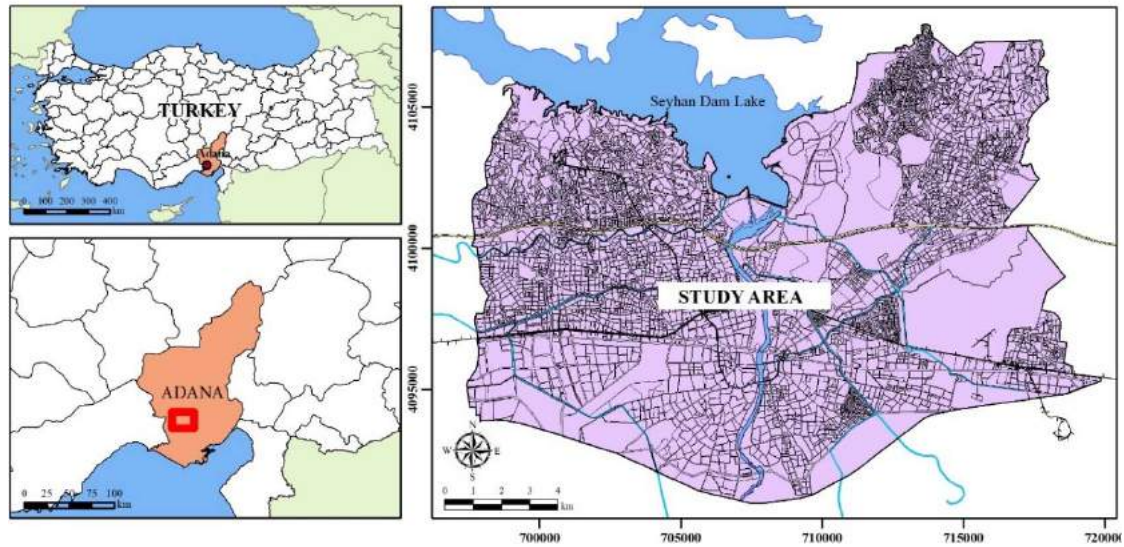 TURKEY
Adana
0 100 200 300 400
km
ADANA
0 25 50 75 100
km
Seyhan Dam Lake
STUDY AREA
N
W E
S
0 1 2 3 4
km
4105000
4100000
4095000
700000 705000 710000 715000 720000